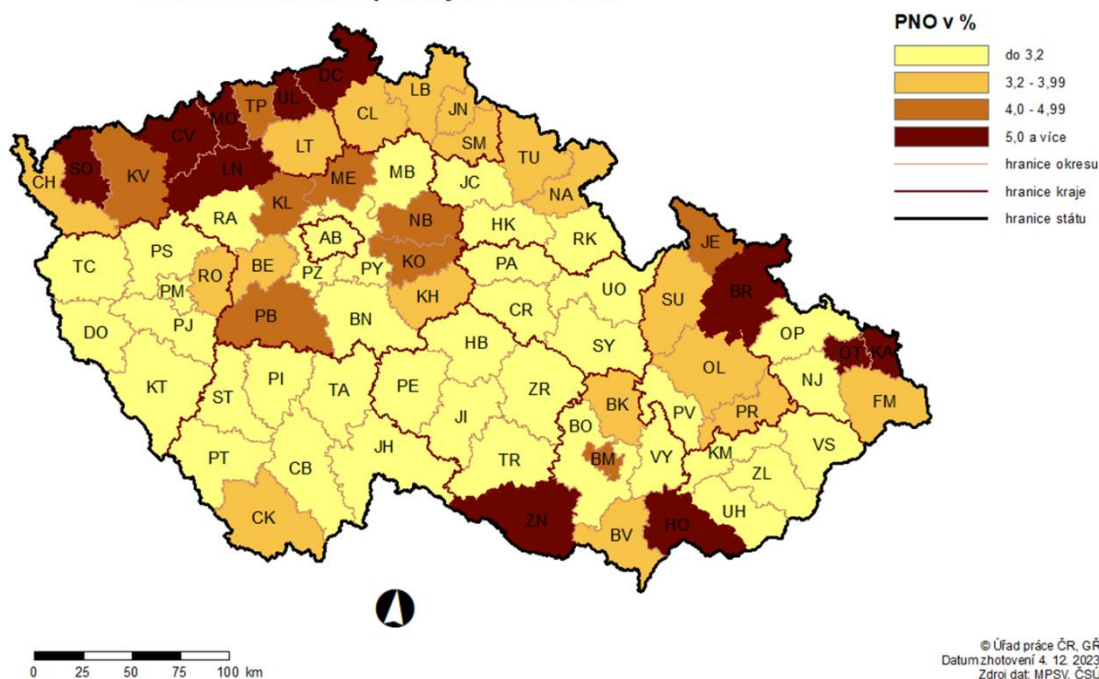 PNO v %
do 3,2
3,2 - 3,99
4,0 - 4,99
5,0 a více
hranice okresu
hranice kraje
hranice státu
DC
LB
TP
UL
JN
MO
CL
CV
LT
SM
TU
SO
LN
ME
MB
JC
CH
KV
NA
KL
RA
NB
HK
JE
AB
RK
PS
KO
TC
RO
BE
PZ
PY
PA
UO
SU
BR
PM
KH
CR
OP
DO
PJ
PB
BN
HB
SY
OT
KA
KT
ST
PI
TA
PE
ZR
OL
NJ
FM
BK
PV
PR
JI
BO
PT
CB
JH
TR
BM
VY
KM
VS
ZL
CK
ZN
BV
HO
UH
0 25 50 75 100 km
© Úřad práce ČR, GŘ
Datum zhotovení 4. 12. 2023
Zdroj dat: MPSV, ČSÚ